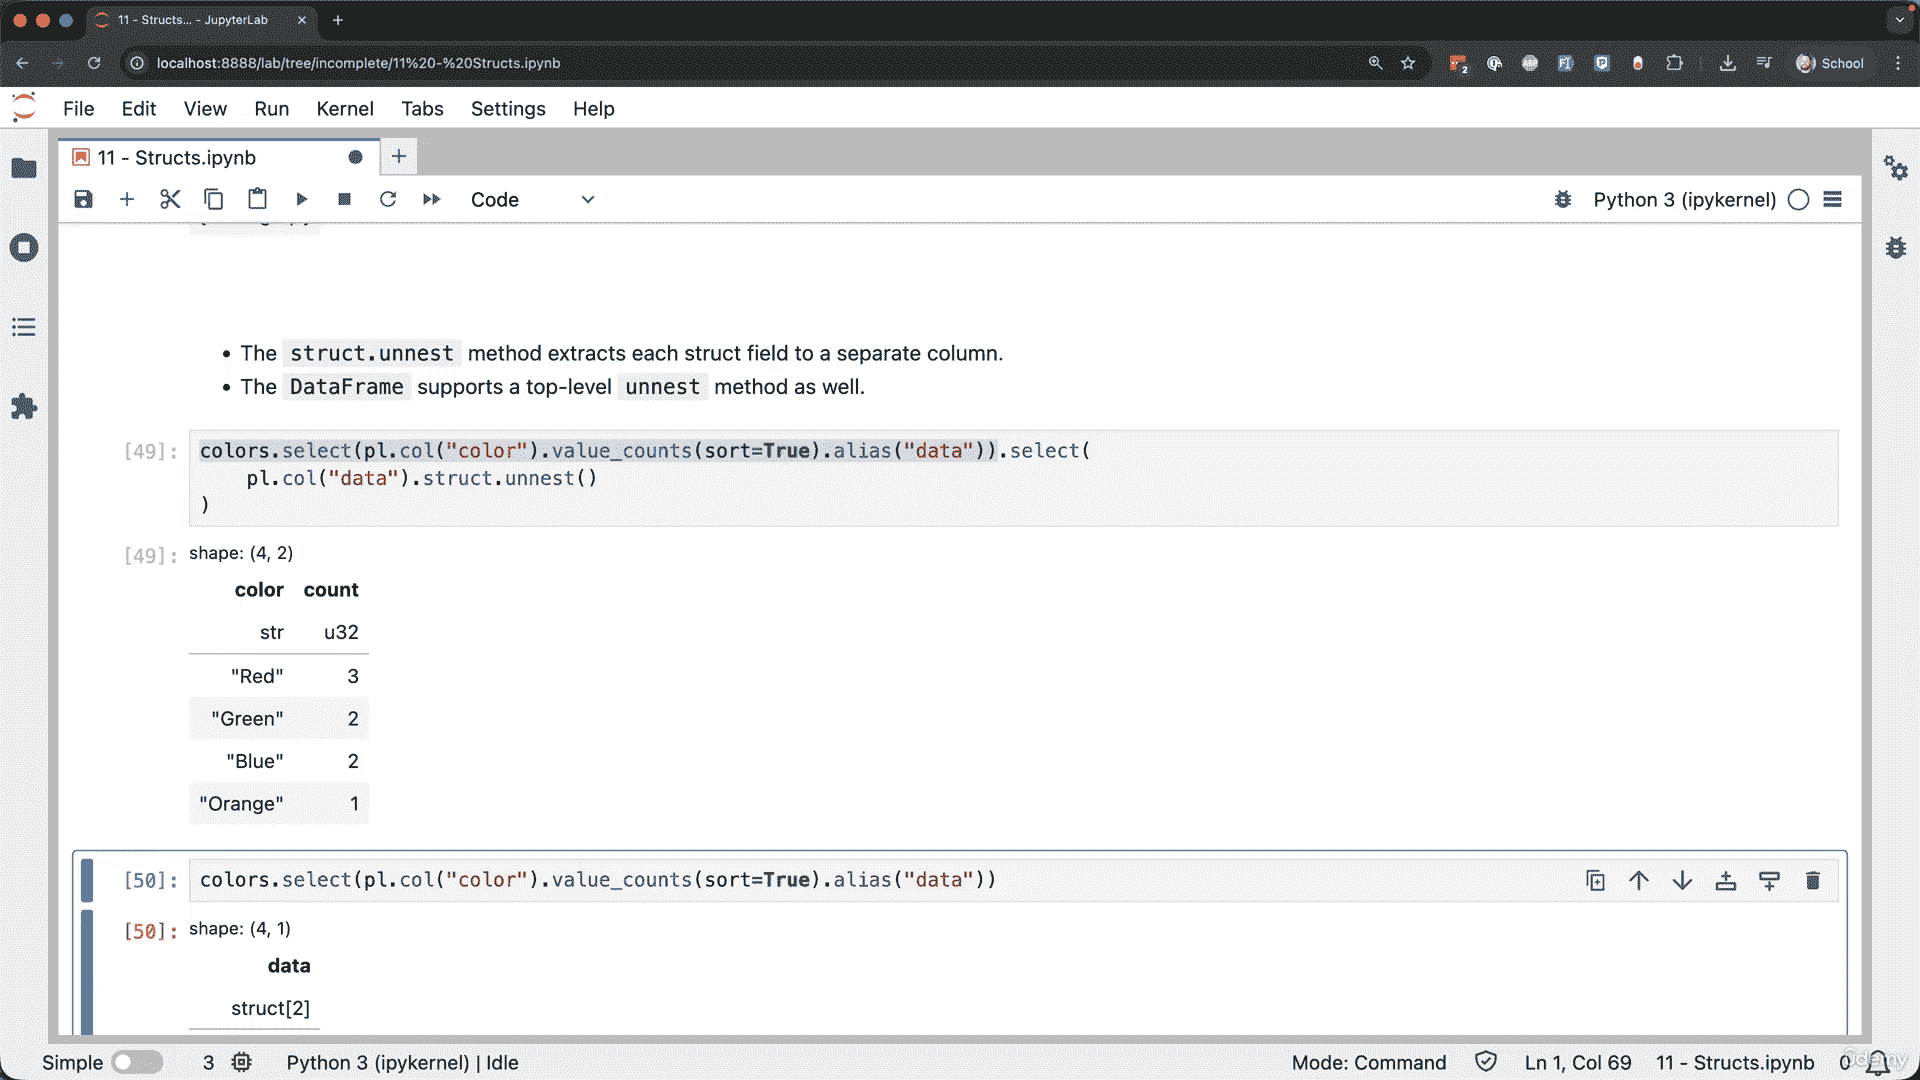 11 - Structs... - JupyterLab
localhost:8888/lab/tree/incomplete/11%20-%20Structs.ipynb
2
School
File Edit View Run Kernel Tabs Settings Help
11 - Structs.ipynb
Code
Python 3 (ipykernel)
• The struct.unnest method extracts each struct field to a separate column.
• The DataFrame supports a top-level unnest method as well.
[49]: colors.select(pl.col("color").value_counts(sort=True).alias("data")).select(
pl.col("data").struct.unnest()
)
[49]: shape: (4, 2)
color count
str u32
"Red" 3
"Green" 2
"Blue" 2
"Orange" 1
[50]: colors.select(pl.col("color").value_counts(sort=True).alias("data"))
[50]: shape: (4, 1)
data
struct[2]
Simple 3 Python 3 (ipykernel) | Idle Mode: Command Ln 1, Col 69 11 - Structs.ipynb 0
ûdemy